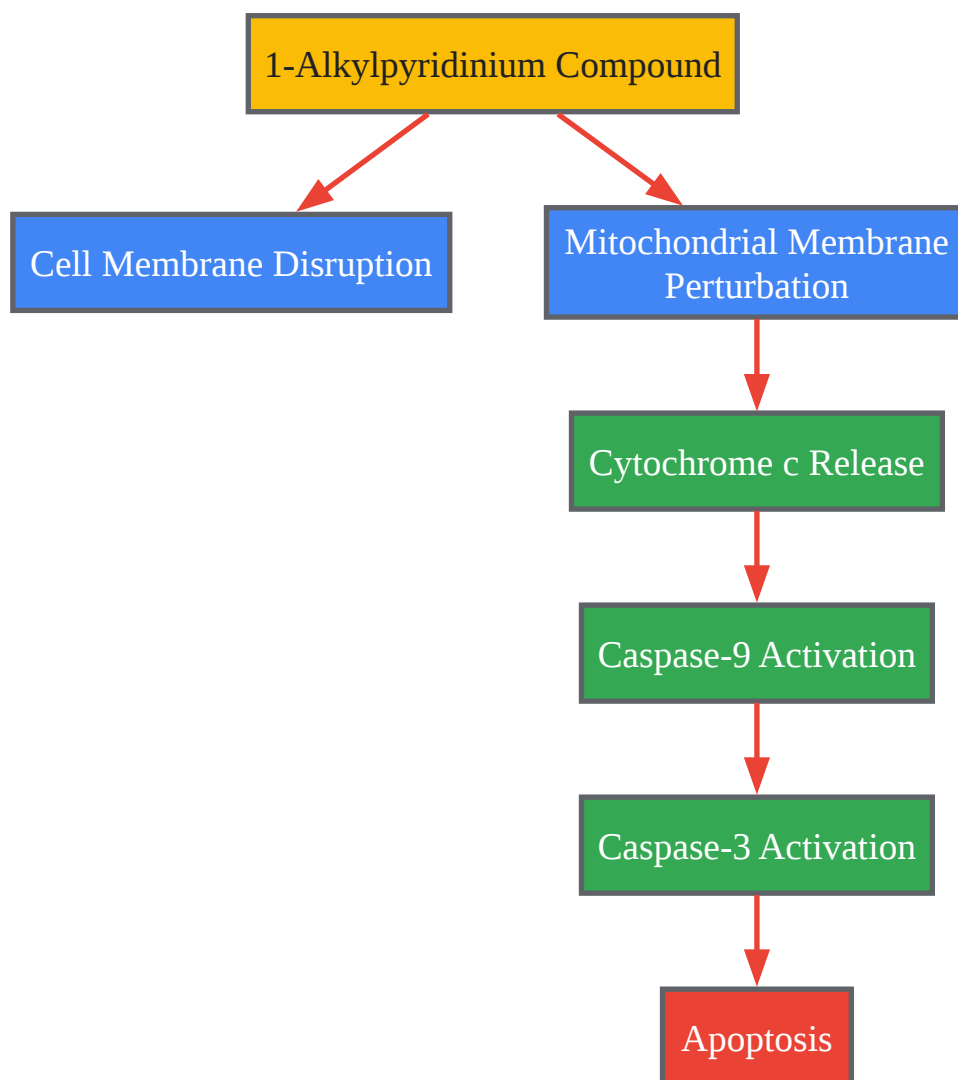 1-Alkylpyridinium Compound
Cell Membrane Disruption
Mitochondrial Membrane
Perturbation
Cytochrome c Release
Caspase-9 Activation
Caspase-3 Activation
Apoptosis